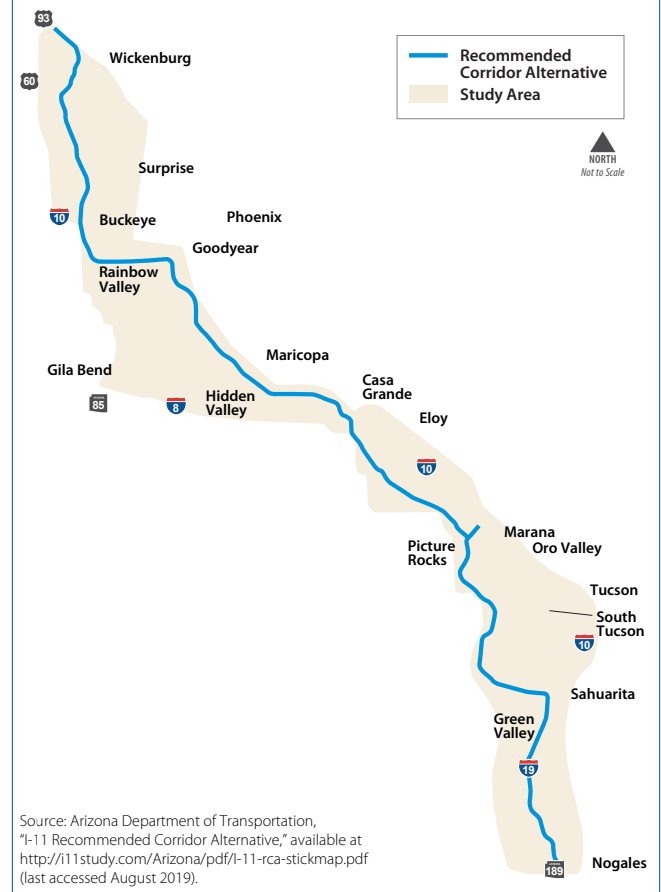 93
Wickenburg
60
Recommended
Corridor Alternative
Study Area
NORTH
Not to Scale
Surprise
10
Buckeye
Phoenix
Goodyear
Rainbow
Valley
Maricopa
Gila Bend
85
8
Hidden
Valley
Casa
Grande
Eloy
10
Marana
Oro Valley
Picture
Rocks
Tucson
South
Tucson
10
Sahuarita
Green
Valley
19
Nogales
189
Source: Arizona Department of Transportation,
“I-11 Recommended Corridor Alternative,” available at
http://i11study.com/Arizona/pdf/I-11-rca-stickmap.pdf
(last accessed August 2019).